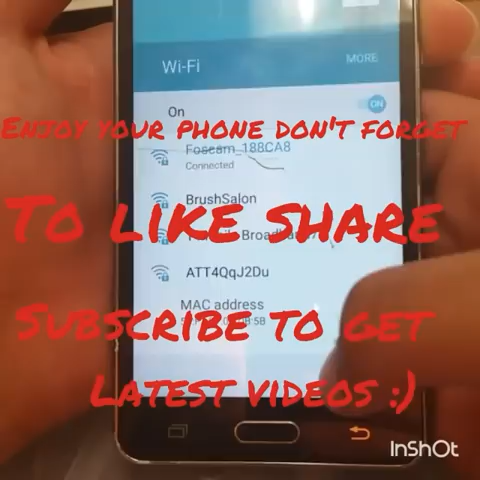 Wi-Fi
MORE
On
ON
ENJOY YOUR PHONE DON'T FORGET
Foscam_188CA8
Connected
BrushSalon
TO LIKE SHARE
ATT4QqJ2Du
MAC address
SUBSCRIBE TO GET
LATEST VIDEOS :)
InShOt